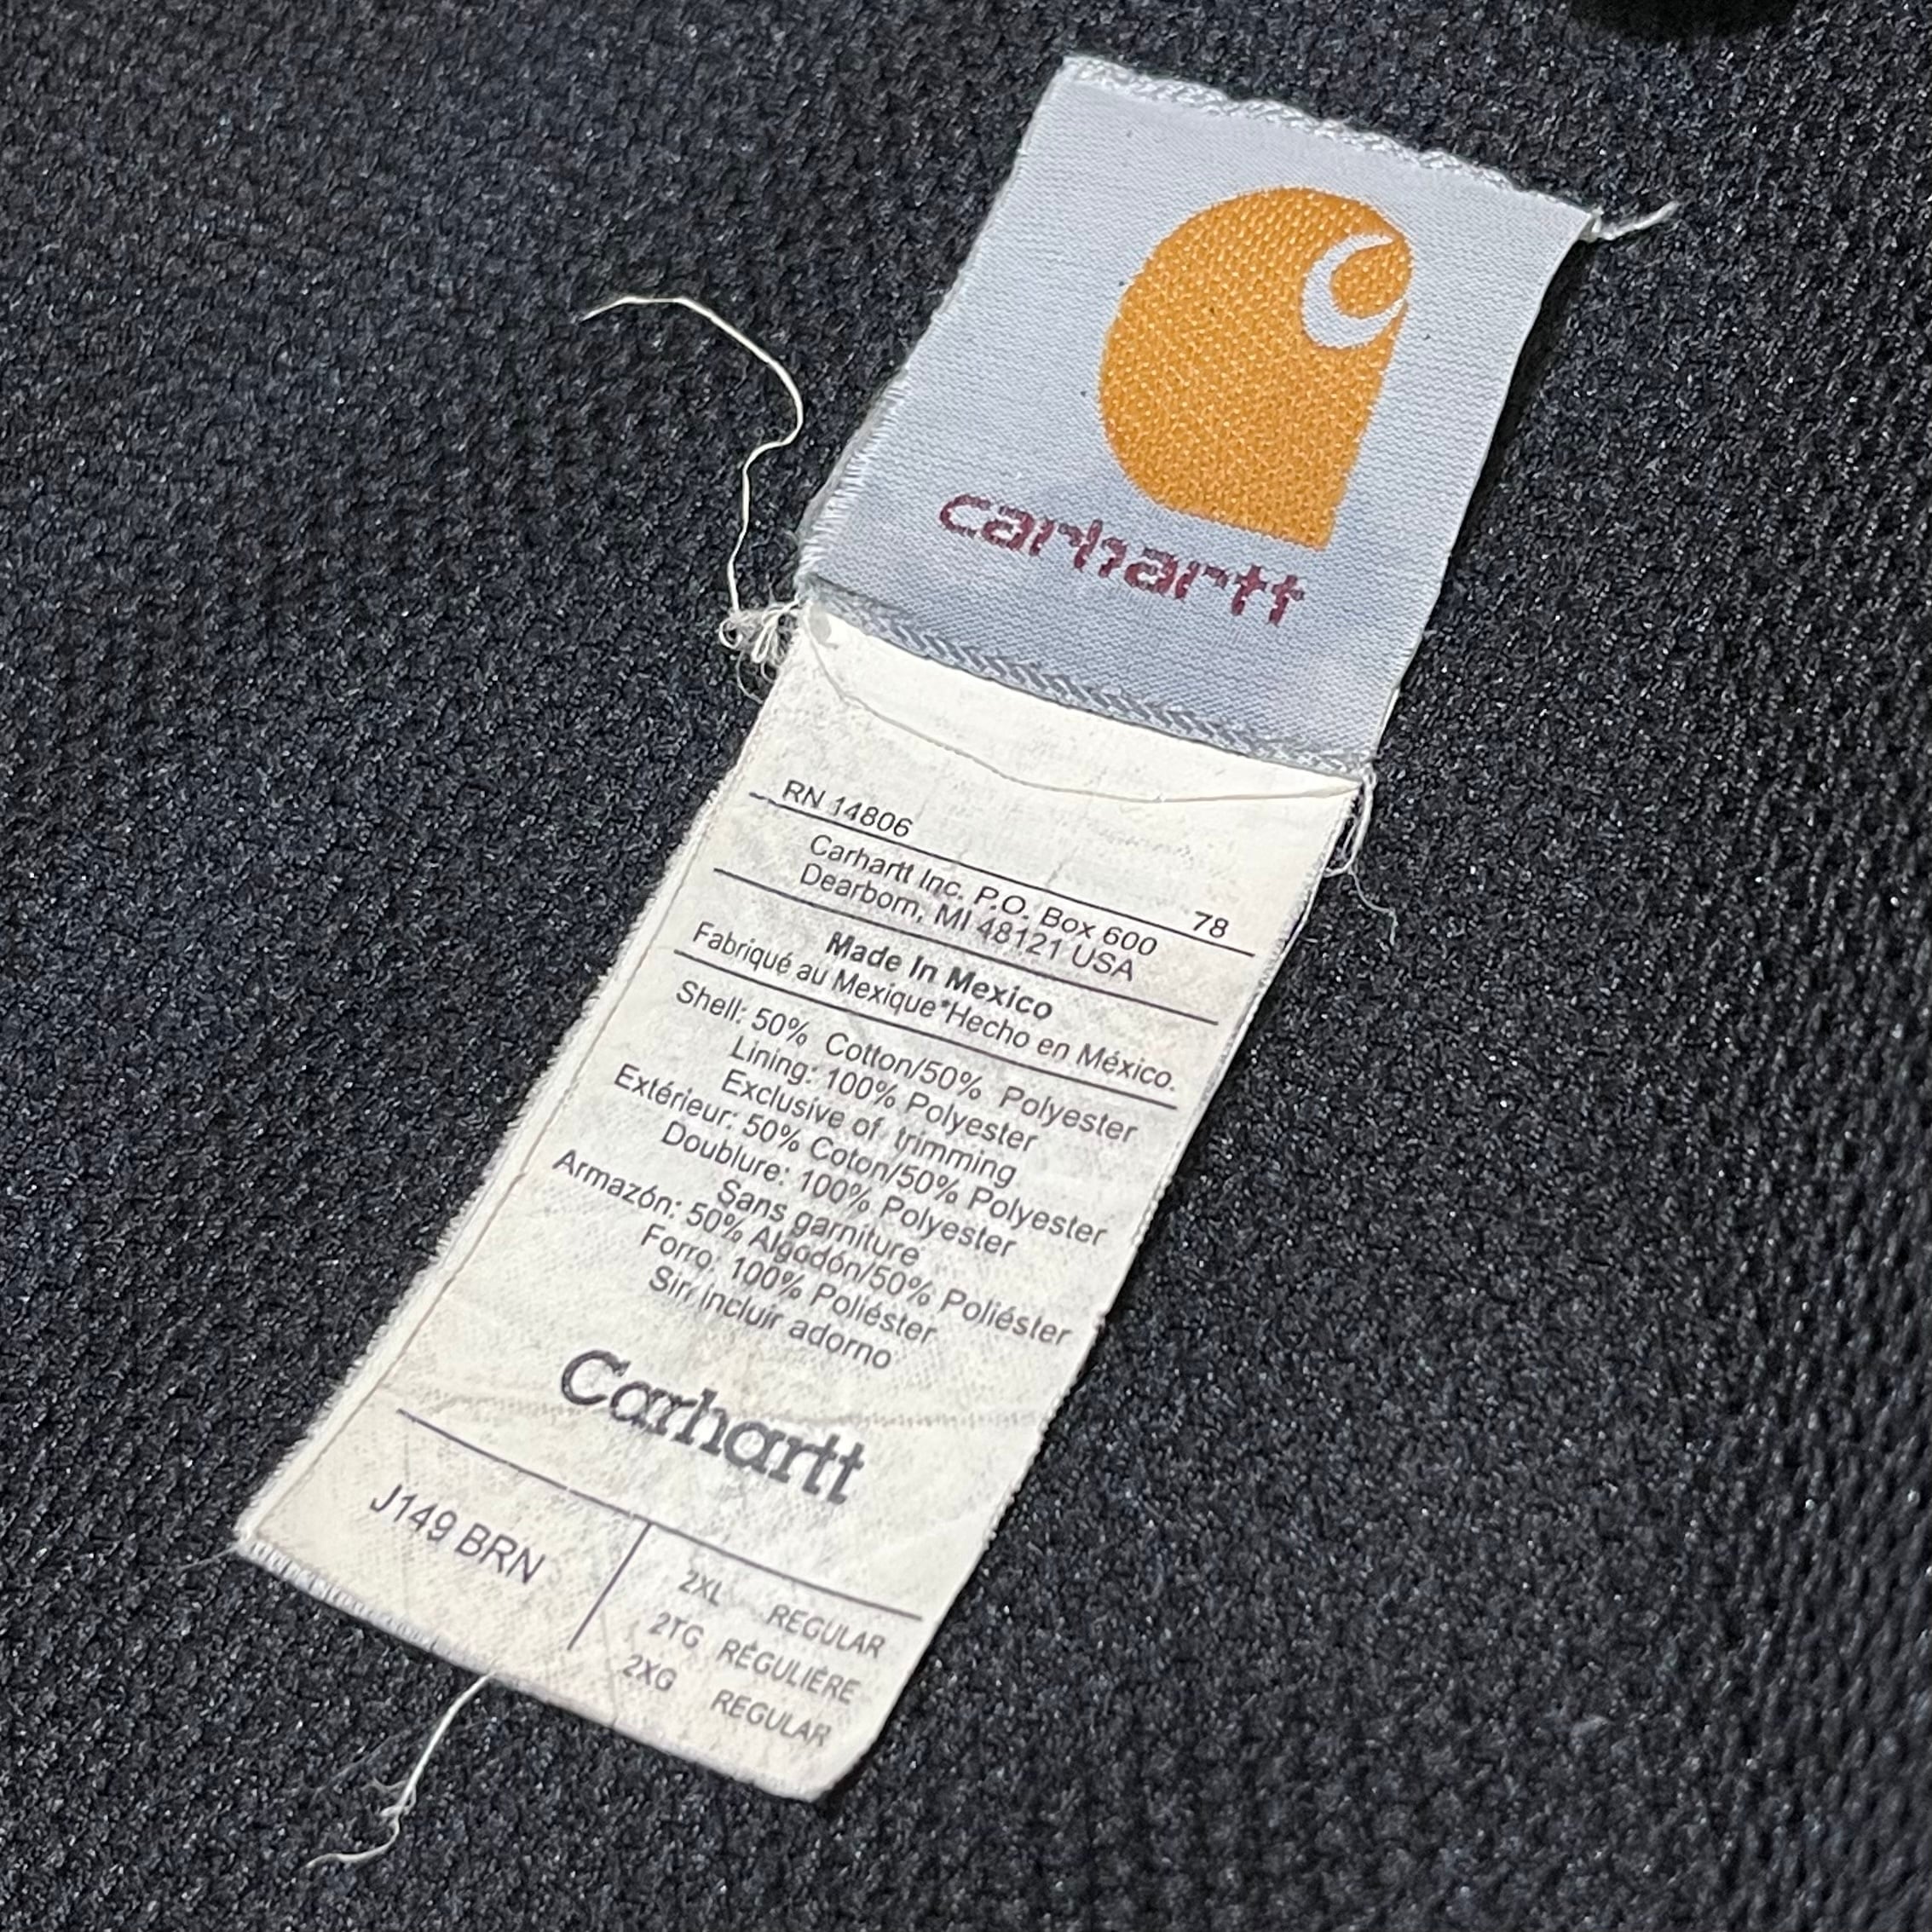 carhartt
RN 14806 78
Carhartt Inc. P.O. Box 600
Dearborn, MI 48121 USA
Made In Mexico
Fabriqué au Mexique*Hecho en México.
Shell: 50% Cotton/50% Polyester
Lining: 100% Polyester
Exclusive of trimming
Extérieur: 50% Coton/50% Polyester
Doublure: 100% Polyester
Sans garniture
Armazón: 50% Algodón/50% Poliéster
Forro: 100% Poliéster
Sin incluir adorno
Carhartt
J149 BRN
2XL REGULAR
2TG RÉGULIÈRE
2XG REGULAR